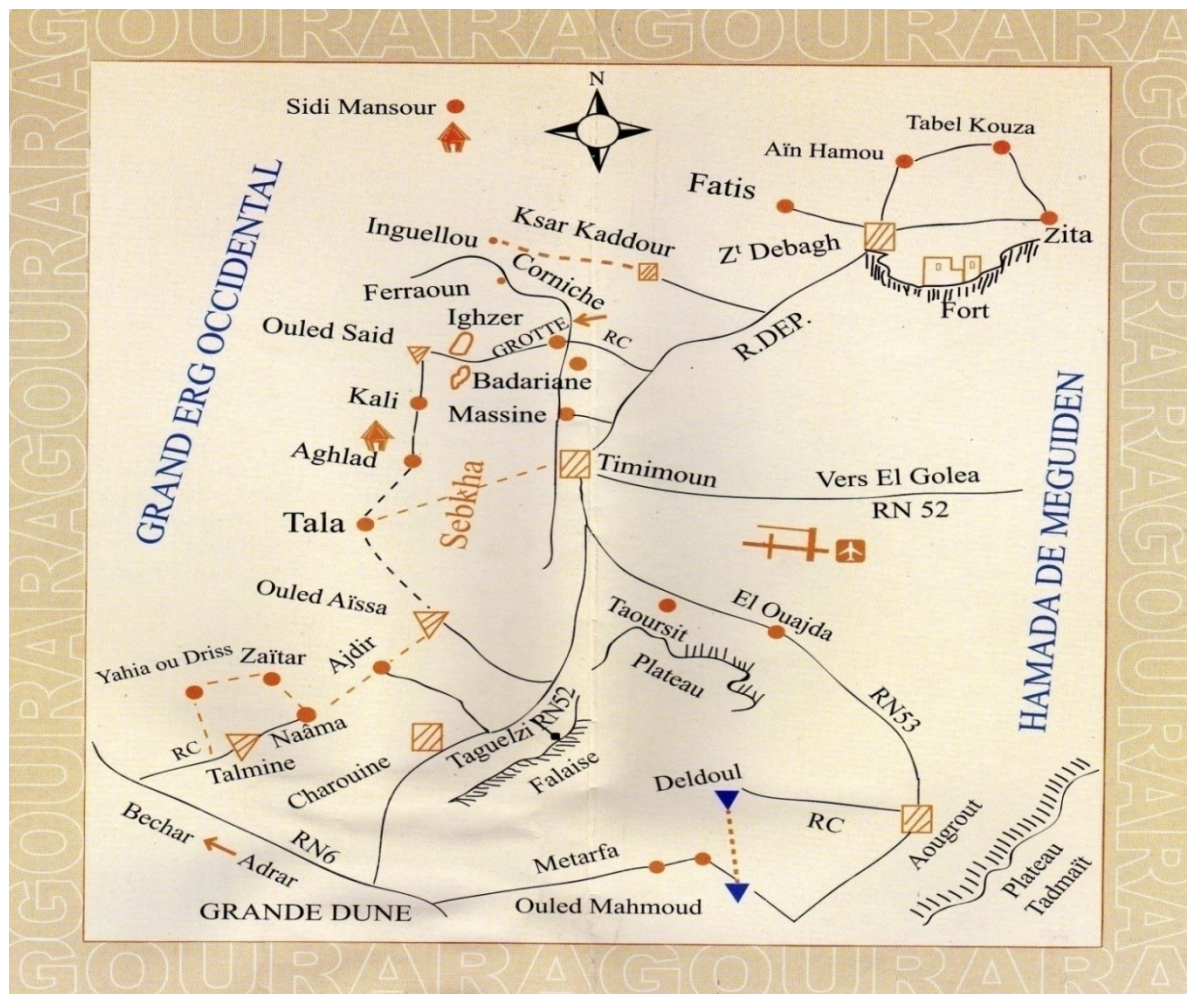 GOURARAGOURARAGOURARA
N
Sidi Mansour
Tabel Kouza
Aïn Hamou
Fatis
Zᵗ Debagh
Zita
Fort
Ksar Kaddour
Inguellou
Corniche
Ferraoun
Ighzer
Ouled Said
GROTTE
RC
R.DEP.
Badariane
Kali
Massine
Aghlad
GRAND ERG OCCIDENTAL
Sebkha
Timimoun
Vers El Golea
RN 52
Tala
HAMADA DE MEGUIDEN
Ouled Aïssa
Taoursit
El Ouajda
Plateau
Ajdir
Zaïtar
Yahia ou Driss
Naâma
RC
Talmine
RN52
Taguelzi
Falaise
RN53
Charouine
Deldoul
RC
Aougrout
Plateau
Tadmaït
Bechar
Adrar
RN6
Metarfa
Ouled Mahmoud
GRANDE DUNE
GOURARAGOURARAGOURARA